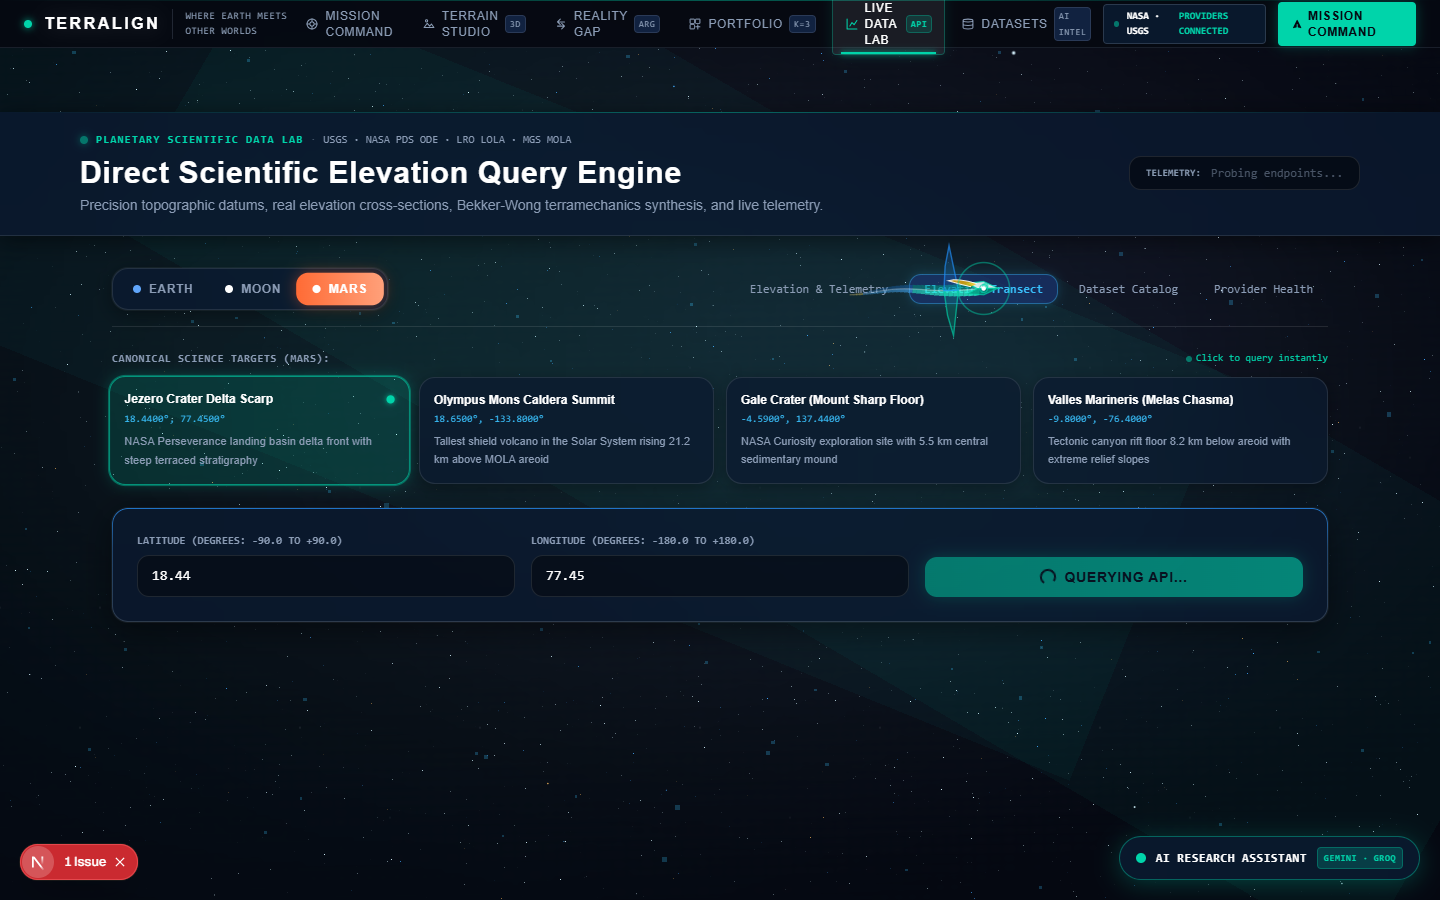 TERRALIGN
WHERE EARTH MEETS
OTHER WORLDS
MISSION
COMMAND
TERRAIN
STUDIO
3D
REALITY
GAP
ARG
PORTFOLIO
K=3
LIVE
DATA
LAB
API
DATASETS
AI
INTEL
NASA •
USGS
PROVIDERS
CONNECTED
MISSION
COMMAND
PLANETARY SCIENTIFIC DATA LAB · USGS • NASA PDS ODE • LRO LOLA • MGS MOLA
Direct Scientific Elevation Query Engine
Precision topographic datums, real elevation cross-sections, Bekker-Wong terramechanics synthesis, and live telemetry.
TELEMETRY: Probing endpoints...
EARTH
MOON
MARS
Elevation & Telemetry
Transect
Dataset Catalog
Provider Health
CANONICAL SCIENCE TARGETS (MARS):
Click to query instantly
Jezero Crater Delta Scarp
18.4400°, 77.4500°
NASA Perseverance landing basin delta front with
steep terraced stratigraphy
Olympus Mons Caldera Summit
18.6500°, -133.8000°
Tallest shield volcano in the Solar System rising 21.2
km above MOLA areoid
Gale Crater (Mount Sharp Floor)
-4.5900°, 137.4400°
NASA Curiosity exploration site with 5.5 km central
sedimentary mound
Valles Marineris (Melas Chasma)
-9.8000°, -76.4000°
Tectonic canyon rift floor 8.2 km below areoid with
extreme relief slopes
LATITUDE (DEGREES: -90.0 TO +90.0)
18.44
LONGITUDE (DEGREES: -180.0 TO +180.0)
77.45
QUERYING API...
N
1 Issue
AI RESEARCH ASSISTANT
GEMINI · GROQ